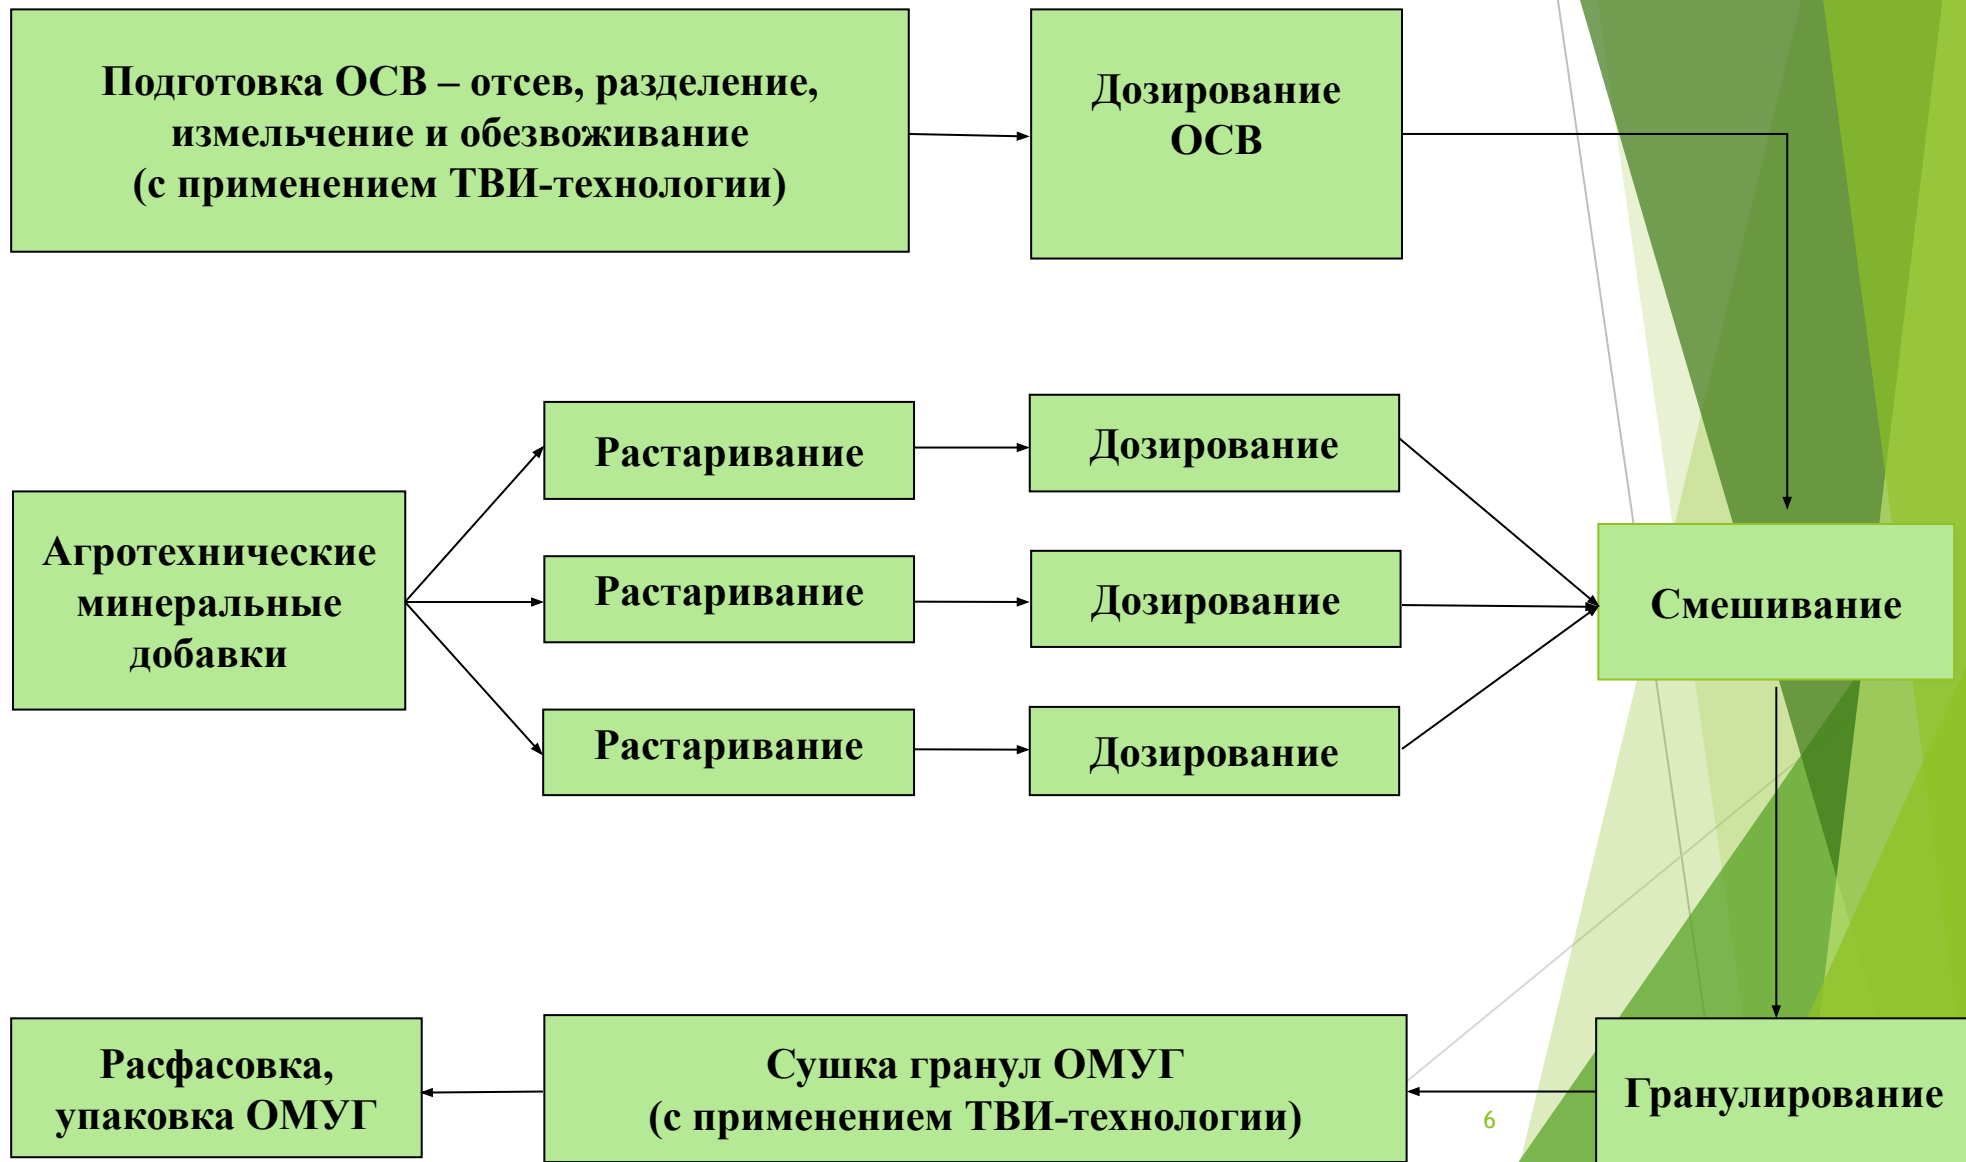 Подготовка ОСВ – отсев, разделение,
измельчение и обезвоживание
(с применением ТВИ-технологии)
Дозирование
ОСВ
Агротехнические
минеральные
добавки
Растаривание
Дозирование
Растаривание
Дозирование
Растаривание
Дозирование
Смешивание
Гранулирование
Сушка гранул ОМУГ
(с применением ТВИ-технологии)
Расфасовка,
упаковка ОМУГ
6